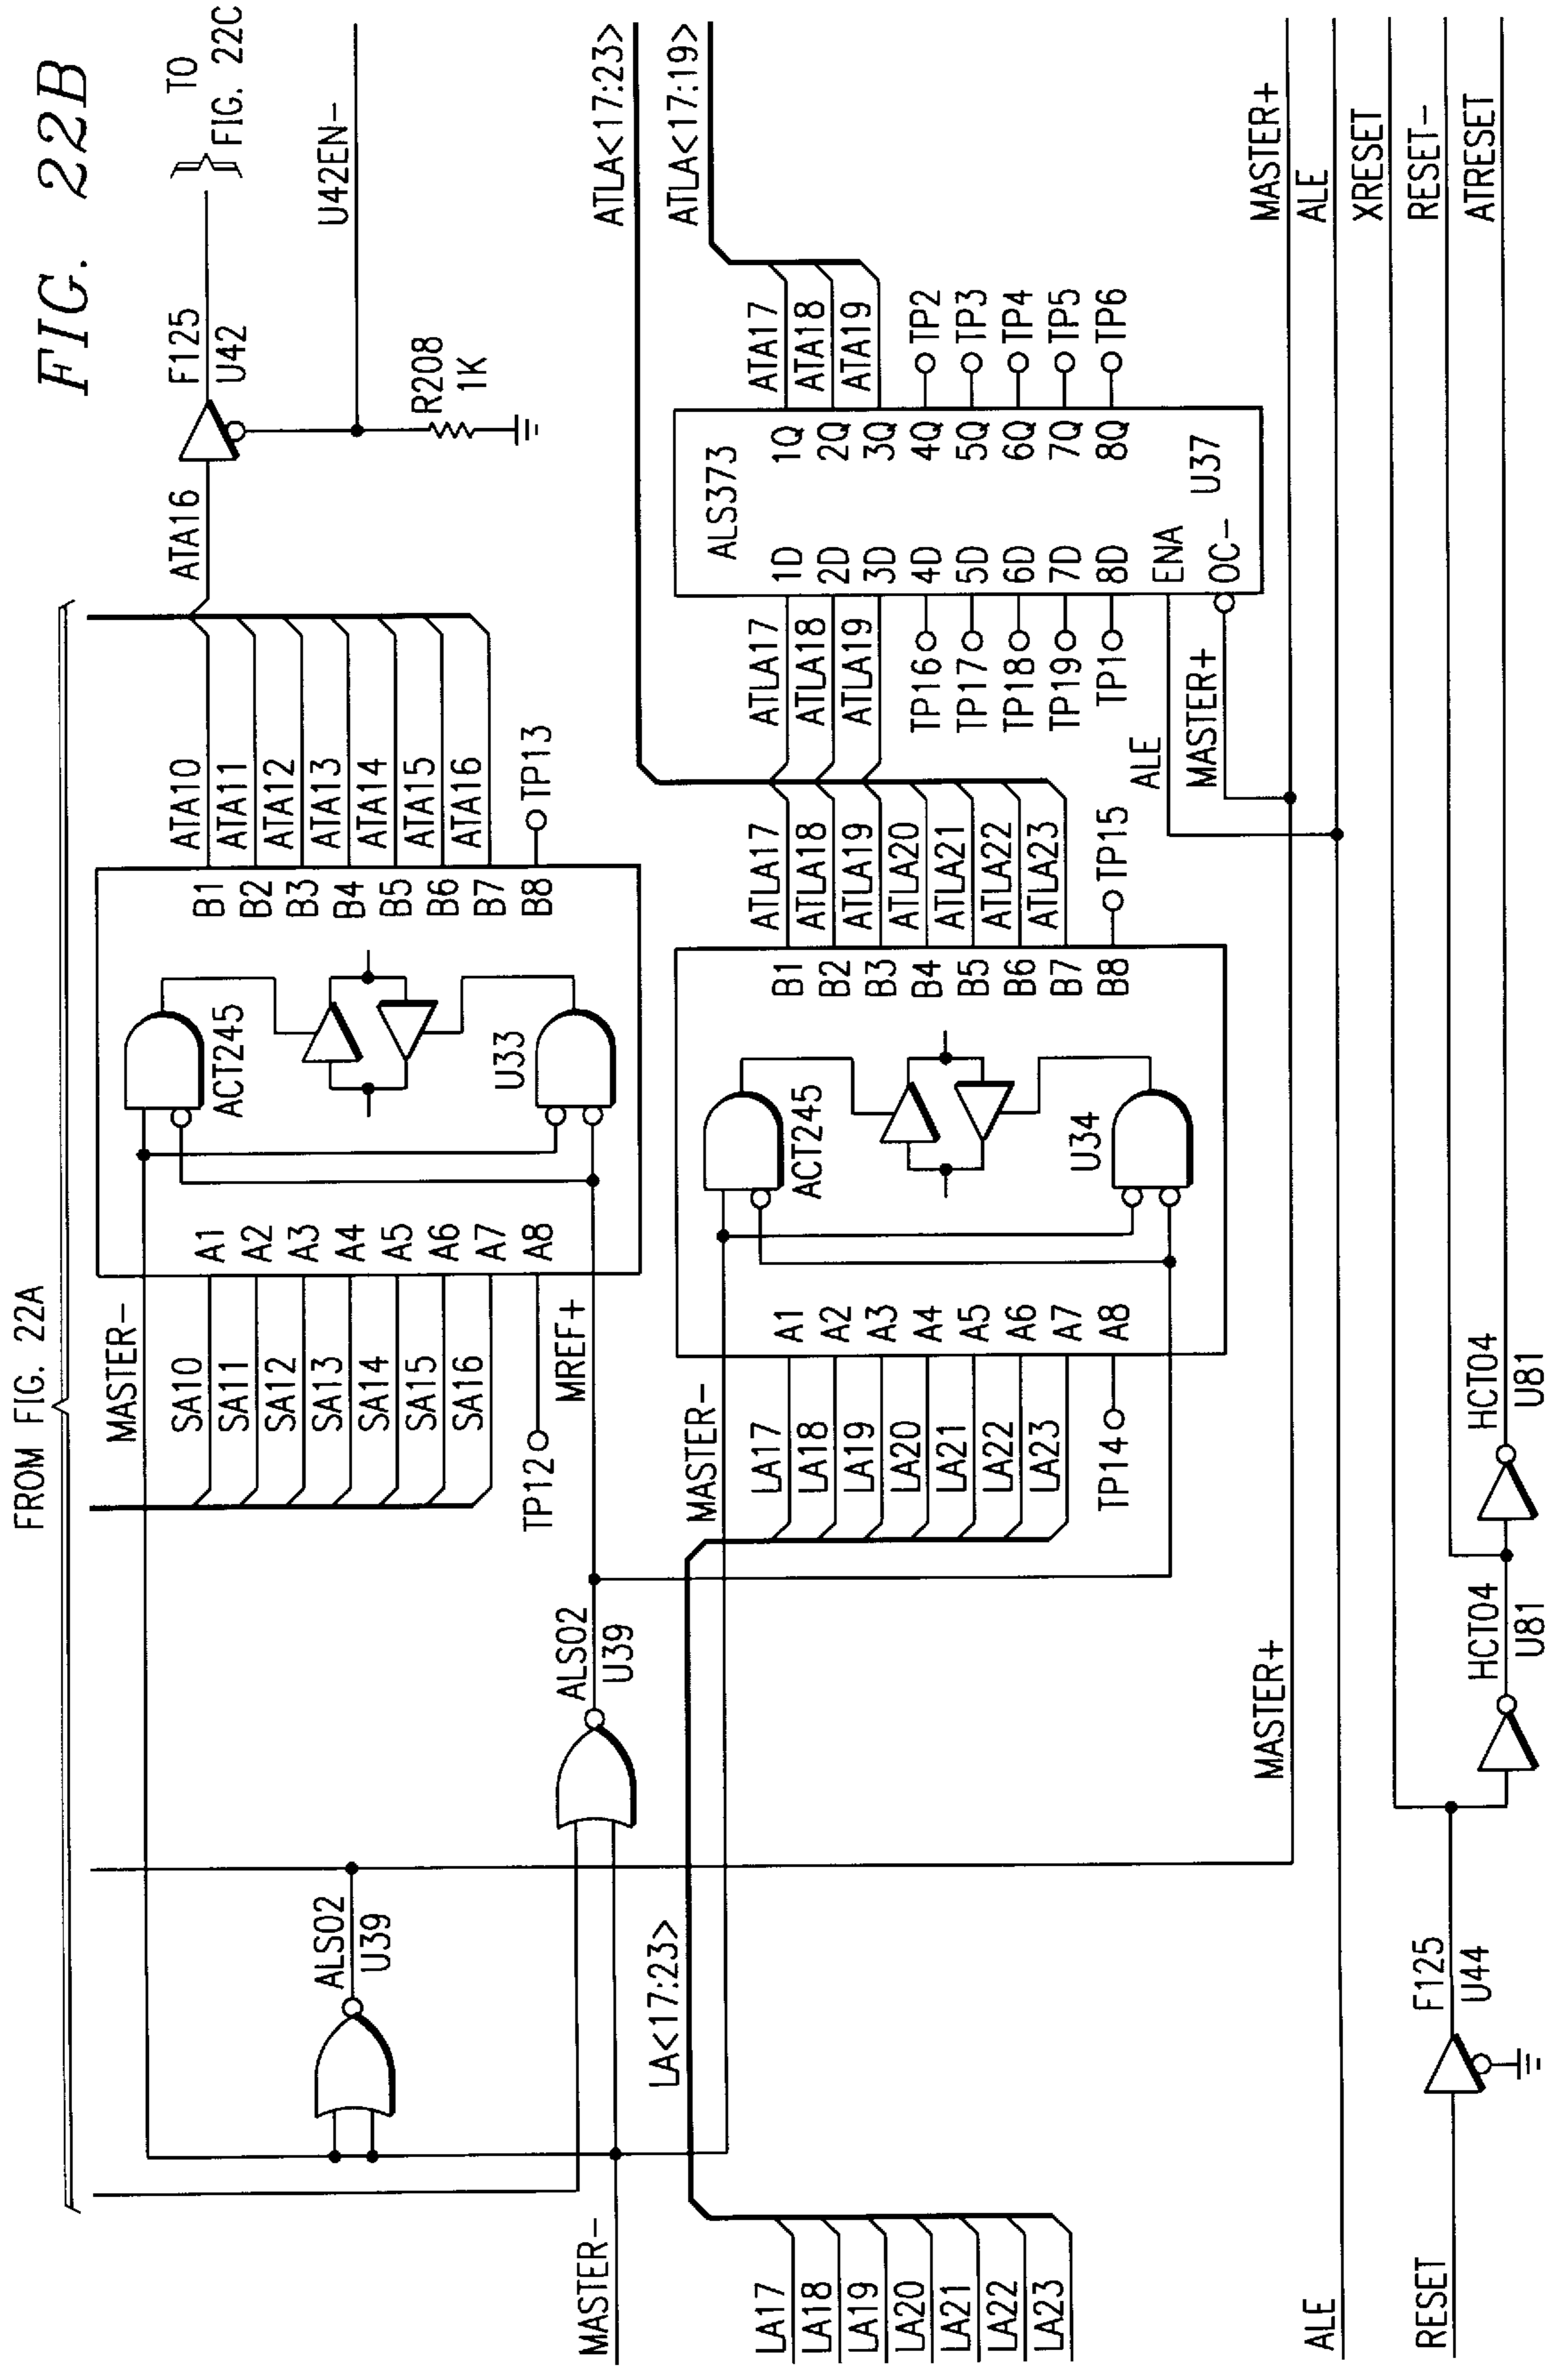 FIG. 22B
FROM FIG. 22A
TO
FIG. 22C
F125
U42
ATA16
U42EN-
R208
1K
MASTER-
SA10
SA11
SA12
SA13
SA14
SA15
SA16
TP12
MREF+
A1
A2
A3
A4
A5
A6
A7
A8
ACT245
U33
B1
B2
B3
B4
B5
B6
B7
B8
ATA10
ATA11
ATA12
ATA13
ATA14
ATA15
ATA16
TP13
ALS02
U39
ALS02
U39
MASTER-
LA<17:23>
LA17
LA18
LA19
LA20
LA21
LA22
LA23
MASTER-
LA17
LA18
LA19
LA20
LA21
LA22
LA23
TP14
A1
A2
A3
A4
A5
A6
A7
A8
ACT245
U34
B1
B2
B3
B4
B5
B6
B7
B8
ATLA17
ATLA18
ATLA19
ATLA20
ATLA21
ATLA22
ATLA23
TP15
ATLA<17:23>
ATLA<17:19>
ATLA17
ATLA18
ATLA19
TP16
TP17
TP18
TP19
TP1
ALE
MASTER+
ALS373
1D
2D
3D
4D
5D
6D
7D
8D
ENA
OC-
1Q
2Q
3Q
4Q
5Q
6Q
7Q
8Q
U37
ATA17
ATA18
ATA19
TP2
TP3
TP4
TP5
TP6
MASTER+
MASTER+
ALE
ALE
XRESET
RESET-
ATRESET
RESET
F125
U44
HCT04
U81
HCT04
U81